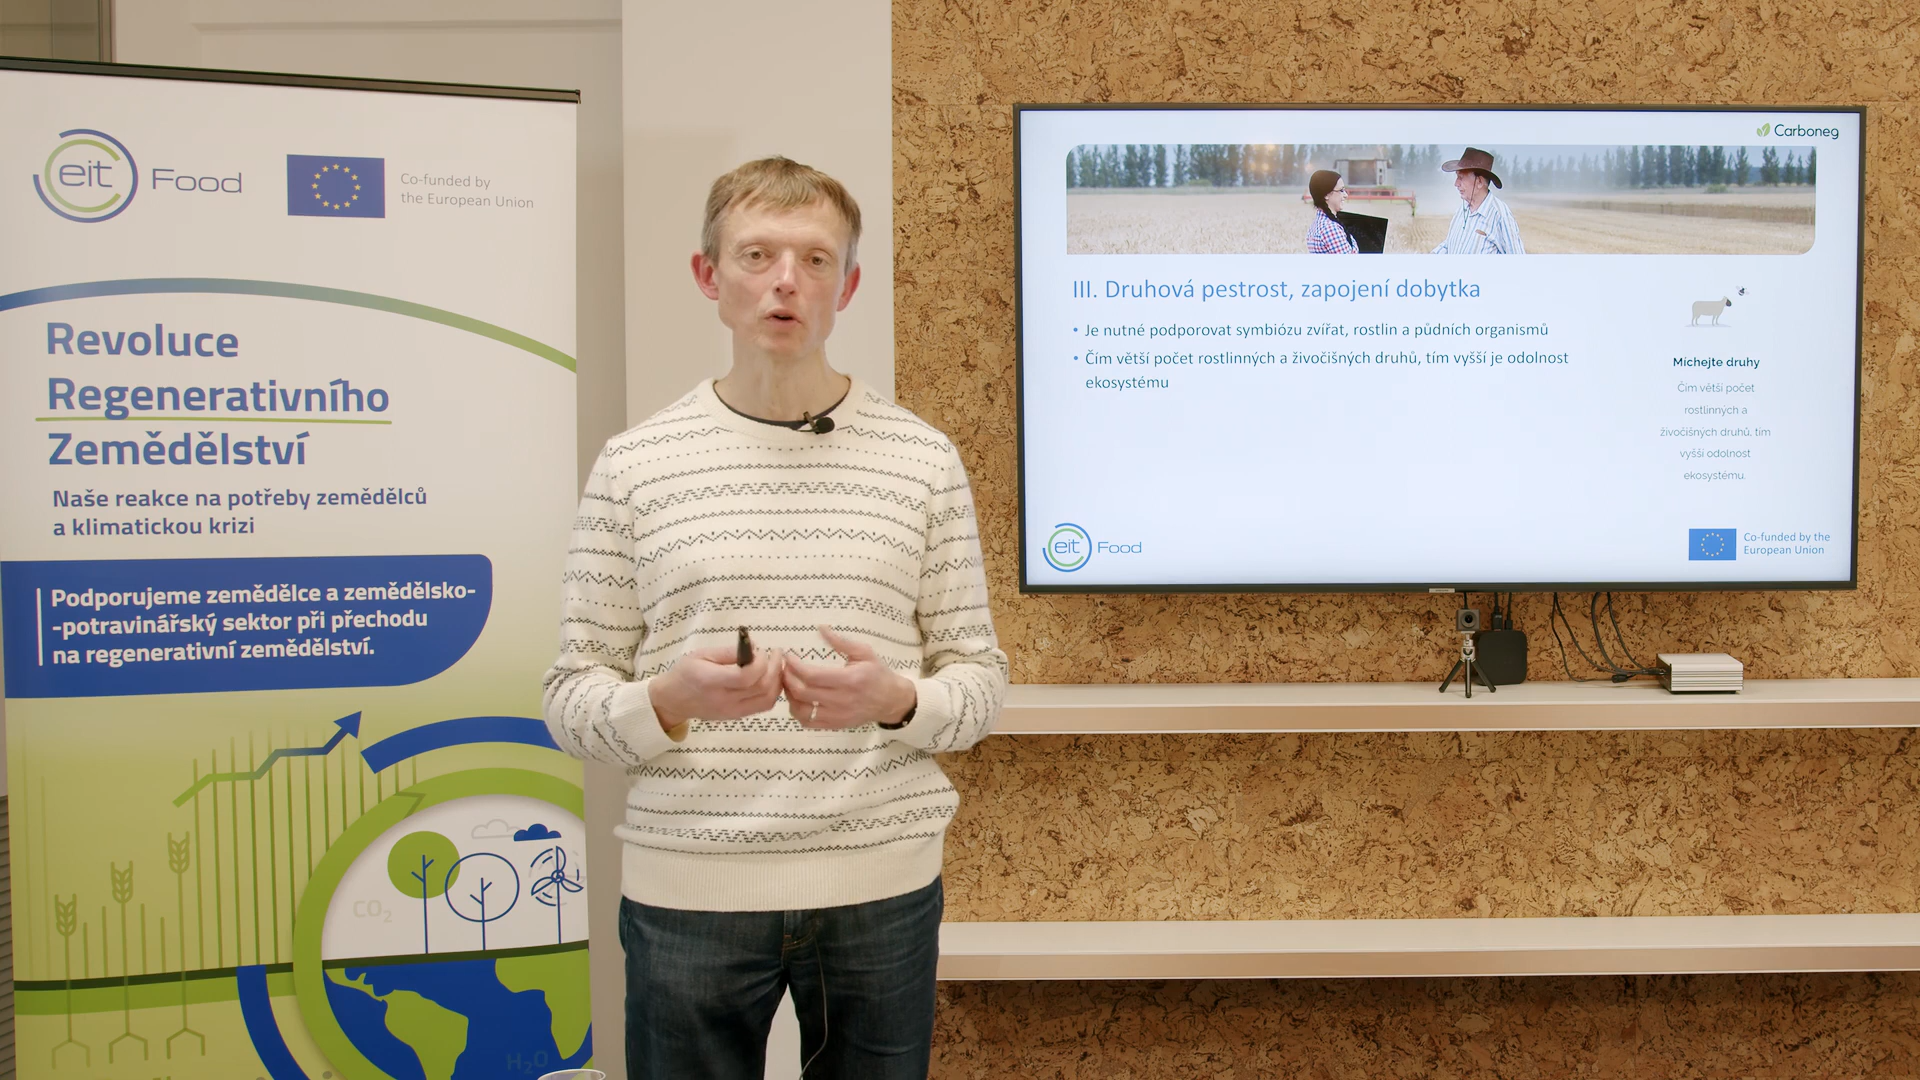 eit Food
Co-funded by
the European Union
Revoluce
Regenerativního
Zemědělství
Naše reakce na potřeby zemědělců
a klimatickou krizi
Podporujeme zemědělce a zemědělsko-
-potravinářský sektor při přechodu
na regenerativní zemědělství.
CO2
H2O
Carboneg
III. Druhová pestrost, zapojení dobytka
• Je nutné podporovat symbiózu zvířat, rostlin a půdních organismů
• Čím větší počet rostlinných a živočišných druhů, tím vyšší je odolnost
ekosystému
Míchejte druhy
Čím větší počet
rostlinných a
živočišných druhů, tím
vyšší odolnost
ekosystému.
eit Food
Co-funded by the
European Union